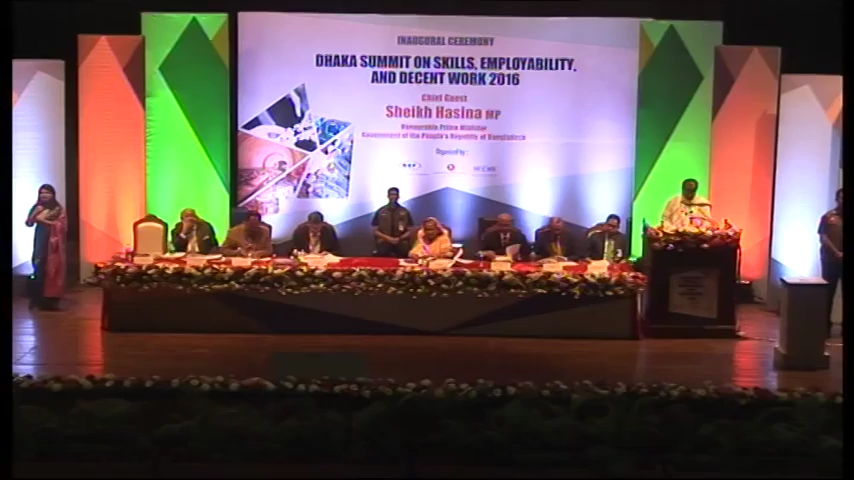 INAUGURAL CEREMONY
DHAKA SUMMIT ON SKILLS, EMPLOYABILITY,
AND DECENT WORK 2016
Chief Guest
Sheikh Hasina MP
Honourable Prime Minister
Government of the People's Republic of Bangladesh
Organized by: